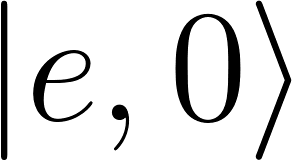 |e, 0⟩